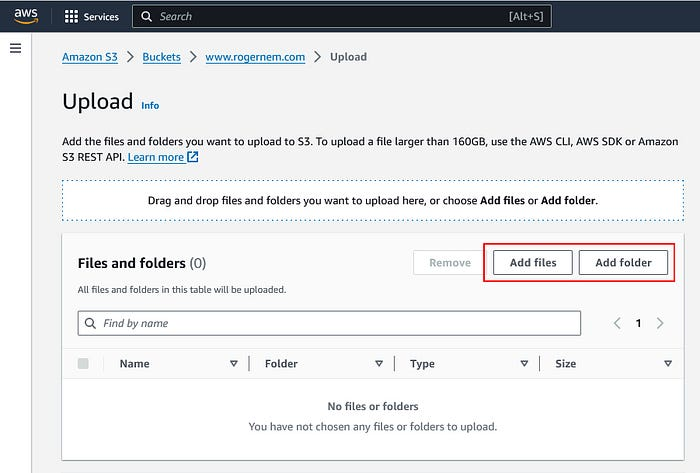 aws
Services
Search
[Alt+S]
Amazon S3 > Buckets > www.rogernem.com > Upload
Upload Info
Add the files and folders you want to upload to S3. To upload a file larger than 160GB, use the AWS CLI, AWS SDK or Amazon
S3 REST API. Learn more
Drag and drop files and folders you want to upload here, or choose Add files or Add folder.
Files and folders (0)
Remove
Add files
Add folder
All files and folders in this table will be uploaded.
Find by name
1
Name
Folder
Type
Size
No files or folders
You have not chosen any files or folders to upload.